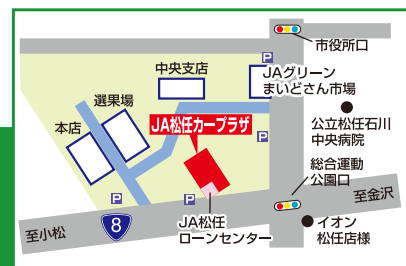 市役所口
P
中央支店
JAグリーン
まいどさん市場
選果場
本店
JA松任カープラザ
公立松任石川
中央病院
P
総合運動
公園口
至金沢
P
P
8
至小松
JA松任
ローンセンター
イオン
松任店様